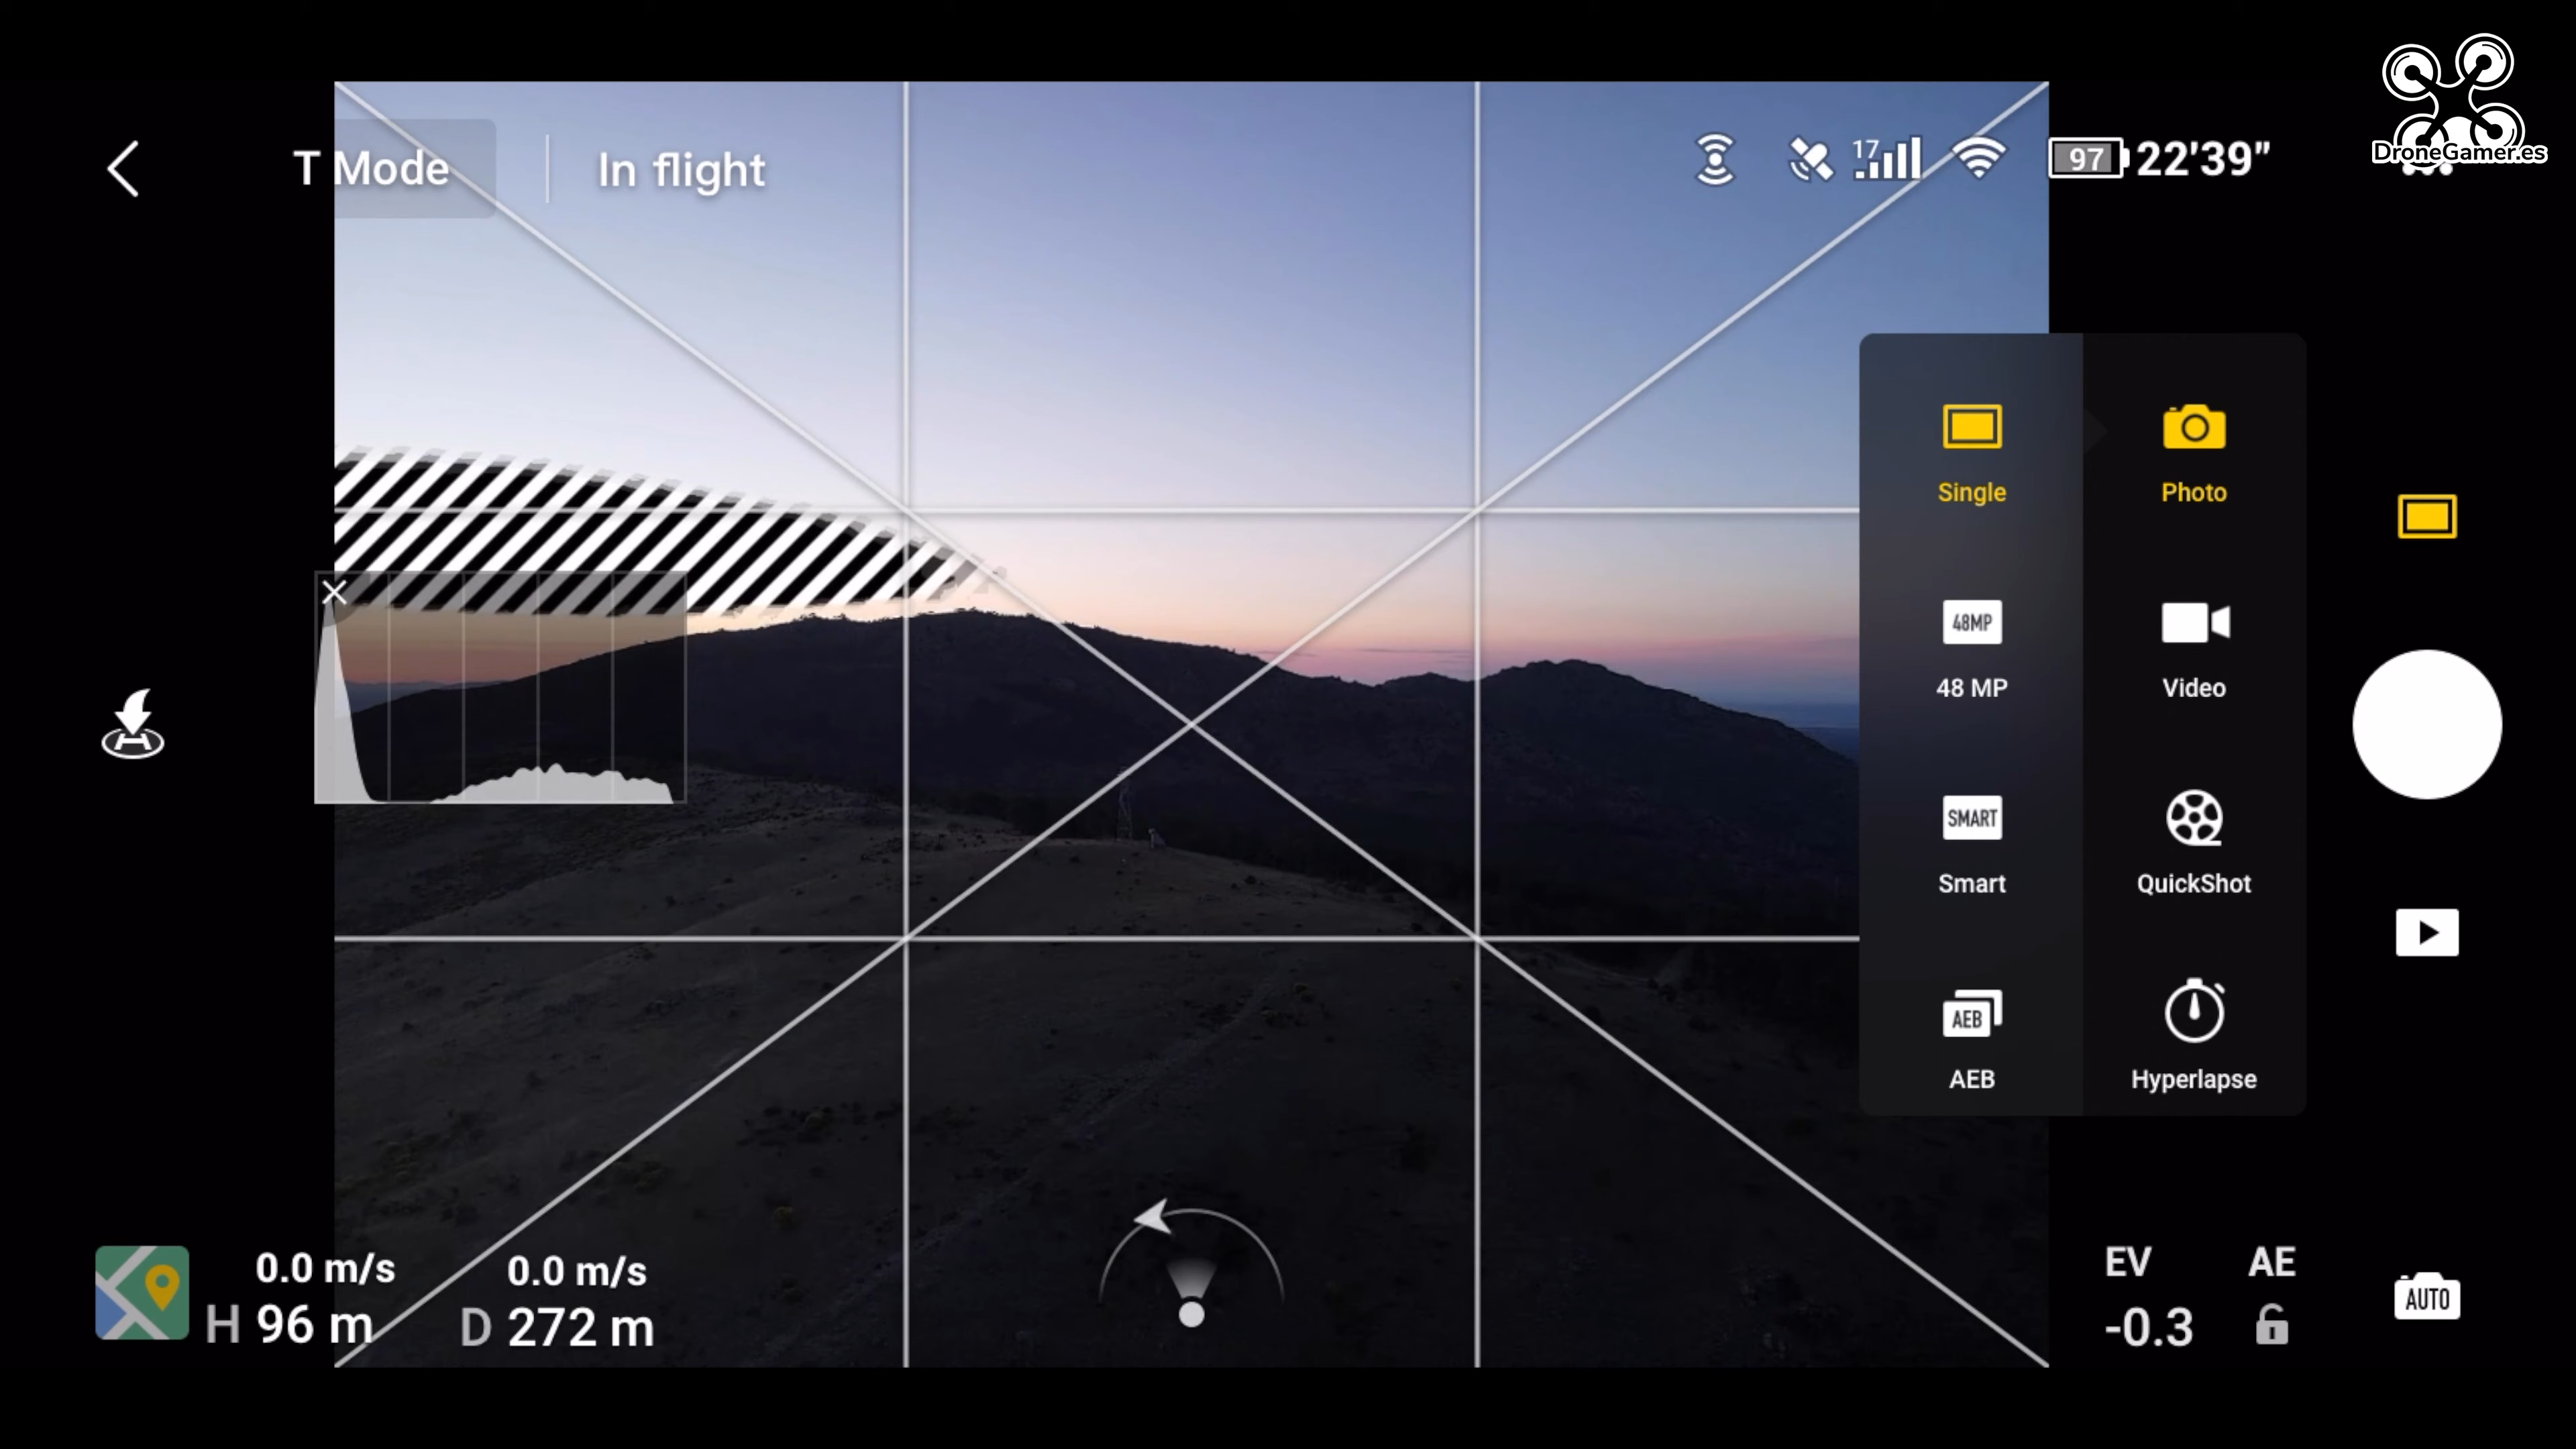 T Mode
In flight
17
97
22'39"
DroneGamer.es
Single
Photo
48MP
48 MP
Video
SMART
Smart
QuickShot
AEB
AEB
Hyperlapse
0.0 m/s
0.0 m/s
H 96 m
D 272 m
EV
AE
-0.3
AUTO